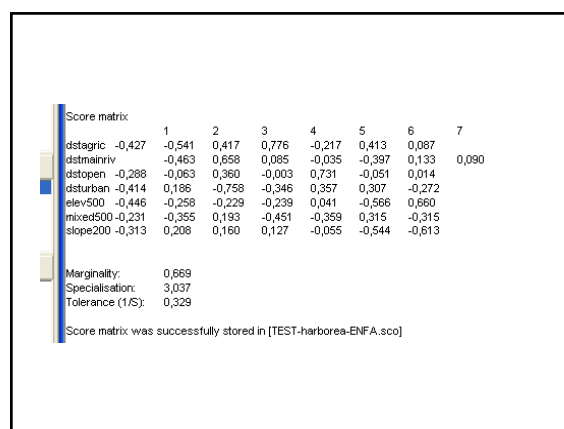 Score matrix
1 2 3 4 5 6 7
dstagric -0,427 -0,541 0,417 0,776 -0,217 0,413 0,087
dstmainriv -0,463 0,658 0,085 -0,035 -0,397 0,133 0,090
dstopen -0,288 -0,063 0,360 -0,003 0,731 -0,051 0,014
dsturban -0,414 0,186 -0,758 -0,346 0,357 0,307 -0,272
elev500 -0,446 -0,258 -0,229 -0,239 0,041 -0,566 0,660
mixed500 -0,231 -0,355 0,193 -0,451 -0,359 0,315 -0,315
slope200 -0,313 0,208 0,160 0,127 -0,055 -0,544 -0,613
Marginality: 0,669
Specialisation: 3,037
Tolerance (1/S): 0,329
Score matrix was successfully stored in [TEST-harborea-ENFA.sco]